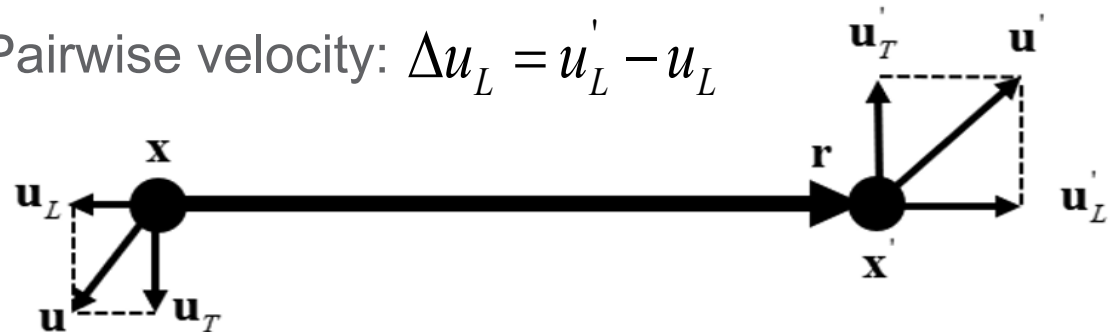 Pairwise velocity: Δu_L = u'_L − u_L
u'_T
u'
x
r
u_L
u'_L
x'
u
u_T